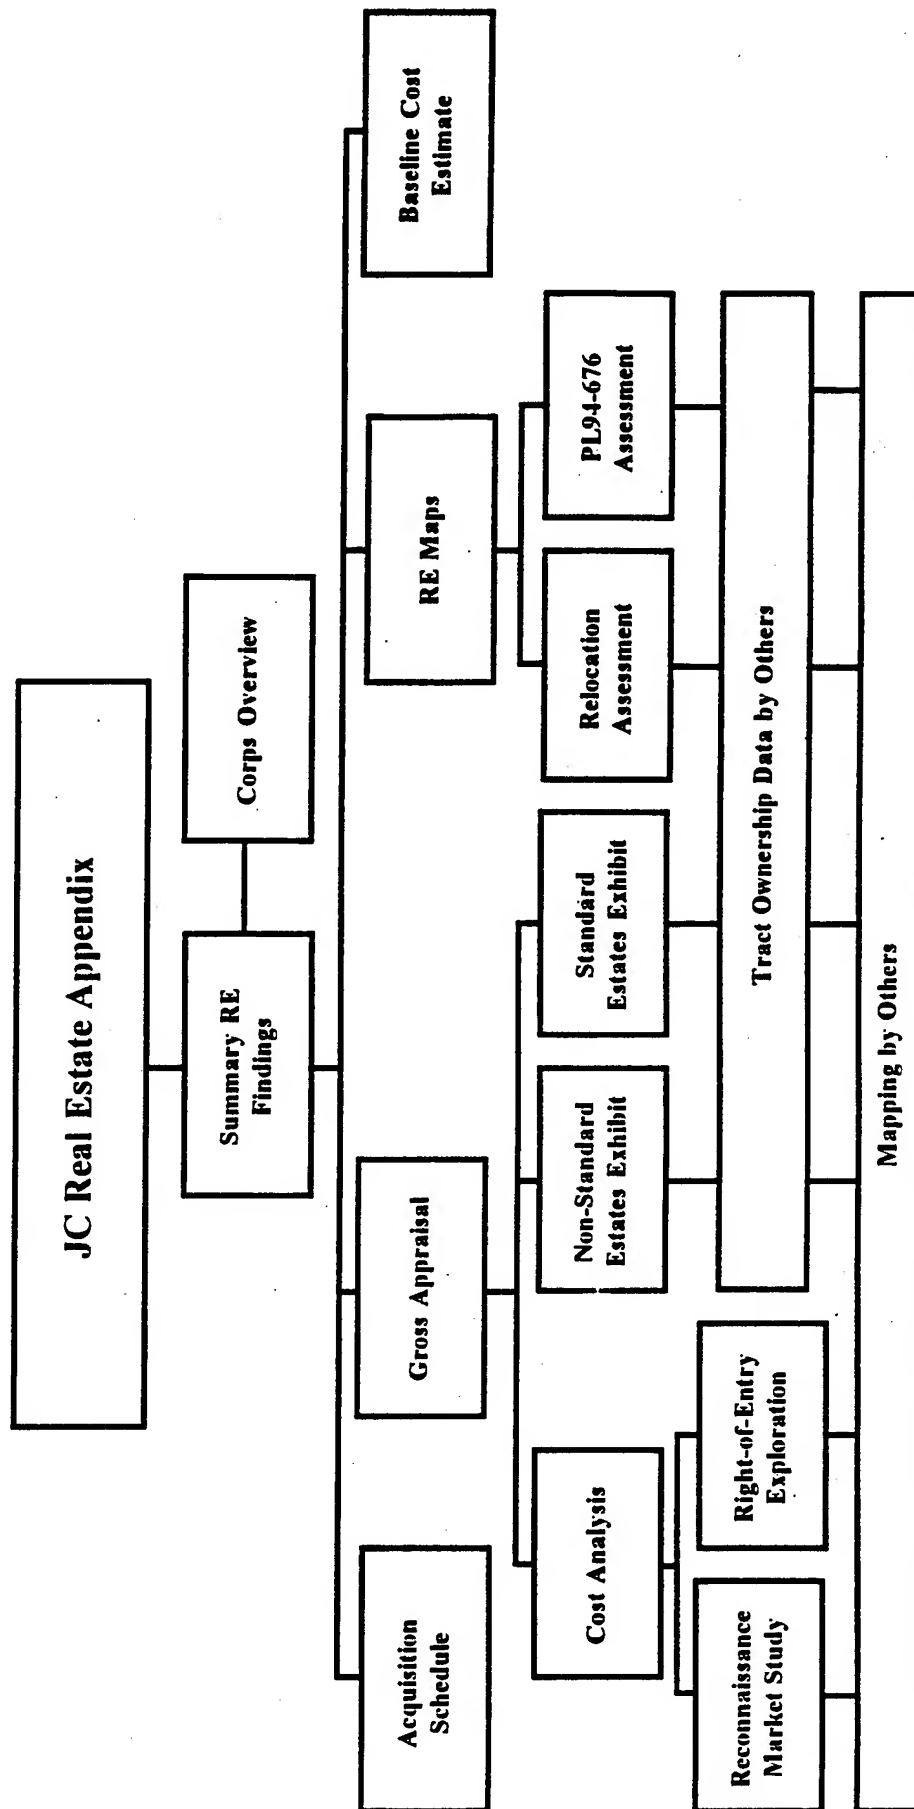 JC Real Estate Appendix
Summary RE
Findings
Corps Overview
Acquisition
Schedule
Gross Appraisal
RE Maps
Baseline Cost
Estimate
Cost Analysis
Non-Standard
Estates Exhibit
Standard
Estates Exhibit
Relocation
Assessment
PL94-676
Assessment
Reconnaissance
Market Study
Right-of-Entry
Exploration
Tract Ownership Data by Others
Mapping by Others